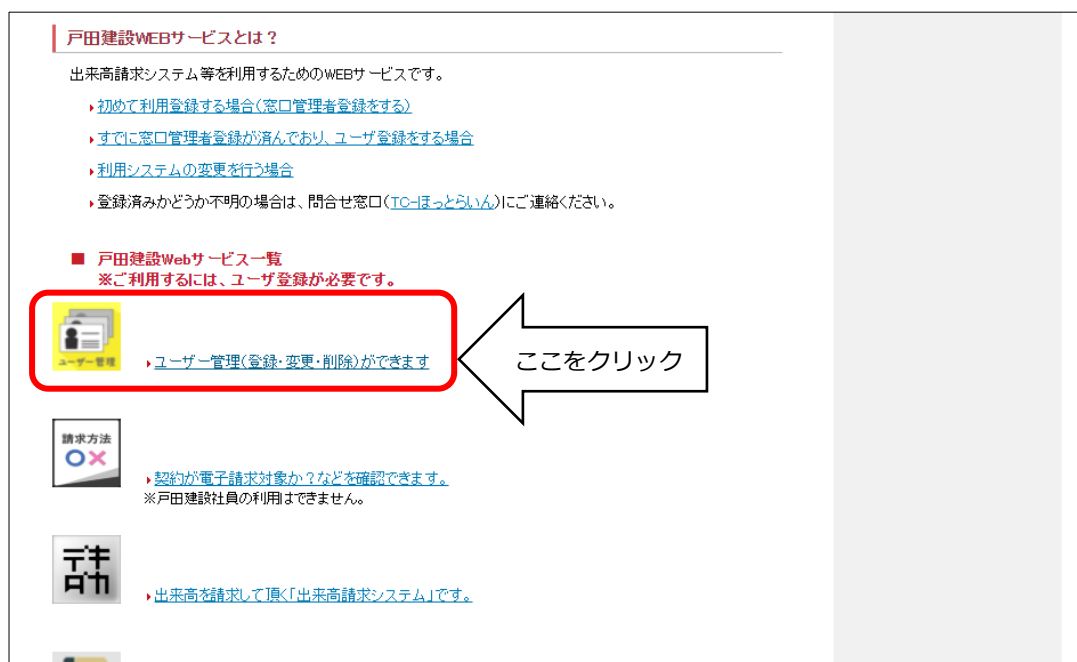 戸田建設WEBサービスとは？
出来高請求システム等を利用するためのWEBサービスです。
初めて利用登録する場合(窓口管理者登録をする)
すでに窓口管理者登録が済んでおり、ユーザ登録をする場合
利用システムの変更を行う場合
登録済みかどうか不明の場合は、問合せ窓口(TC-ほっとらいん)にご連絡ください。
■ 戸田建設Webサービス一覧
※ご利用するには、ユーザ登録が必要です。
ユーザー管理
ユーザー管理(登録・変更・削除)ができます
ここをクリック
請求方法
○×
契約が電子請求対象か？などを確認できます。
※戸田建設社員の利用はできません。
デキ
ダカ
出来高を請求して頂く「出来高請求システム」です。